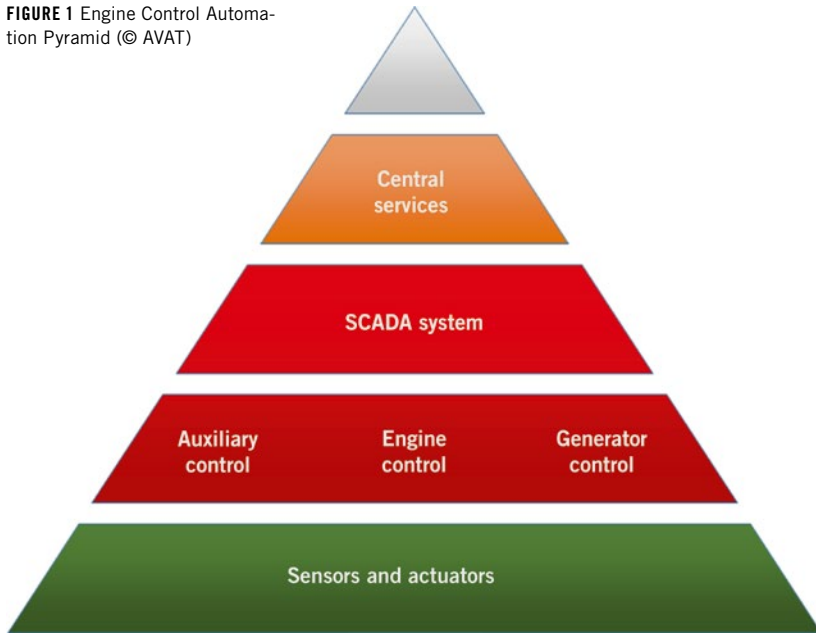 FIGURE 1 Engine Control Automa-
tion Pyramid (© AVAT)
Central
services
SCADA system
Auxiliary
control
Engine
control
Generator
control
Sensors and actuators